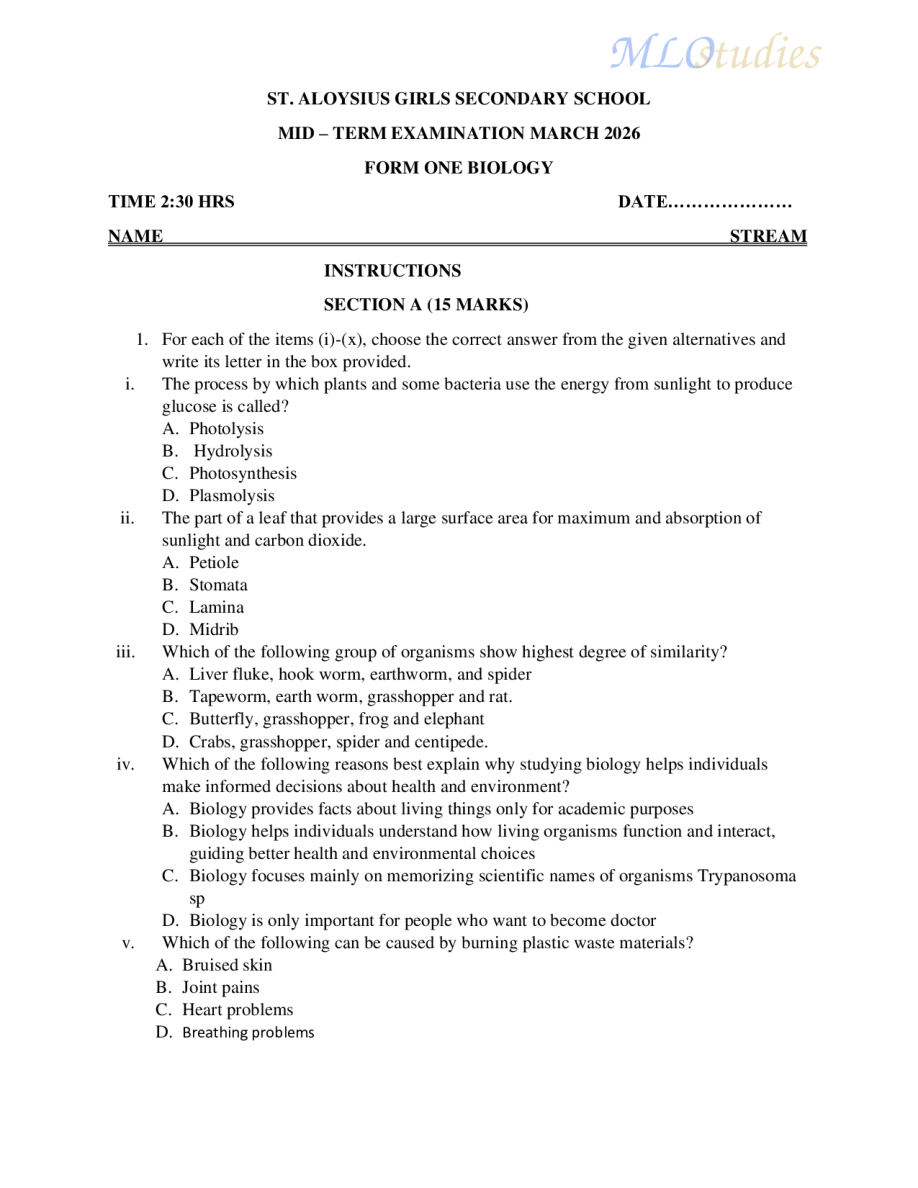 MLOstudies
ST. ALOYSIUS GIRLS SECONDARY SCHOOL
MID – TERM EXAMINATION MARCH 2026
FORM ONE BIOLOGY
TIME 2:30 HRS DATE…………………
NAME STREAM
INSTRUCTIONS
SECTION A (15 MARKS)
1. For each of the items (i)-(x), choose the correct answer from the given alternatives and
write its letter in the box provided.
i. The process by which plants and some bacteria use the energy from sunlight to produce
glucose is called?
A. Photolysis
B. Hydrolysis
C. Photosynthesis
D. Plasmolysis
ii. The part of a leaf that provides a large surface area for maximum and absorption of
sunlight and carbon dioxide.
A. Petiole
B. Stomata
C. Lamina
D. Midrib
iii. Which of the following group of organisms show highest degree of similarity?
A. Liver fluke, hook worm, earthworm, and spider
B. Tapeworm, earth worm, grasshopper and rat.
C. Butterfly, grasshopper, frog and elephant
D. Crabs, grasshopper, spider and centipede.
iv. Which of the following reasons best explain why studying biology helps individuals
make informed decisions about health and environment?
A. Biology provides facts about living things only for academic purposes
B. Biology helps individuals understand how living organisms function and interact,
guiding better health and environmental choices
C. Biology focuses mainly on memorizing scientific names of organisms Trypanosoma
sp
D. Biology is only important for people who want to become doctor
v. Which of the following can be caused by burning plastic waste materials?
A. Bruised skin
B. Joint pains
C. Heart problems
D. Breathing problems